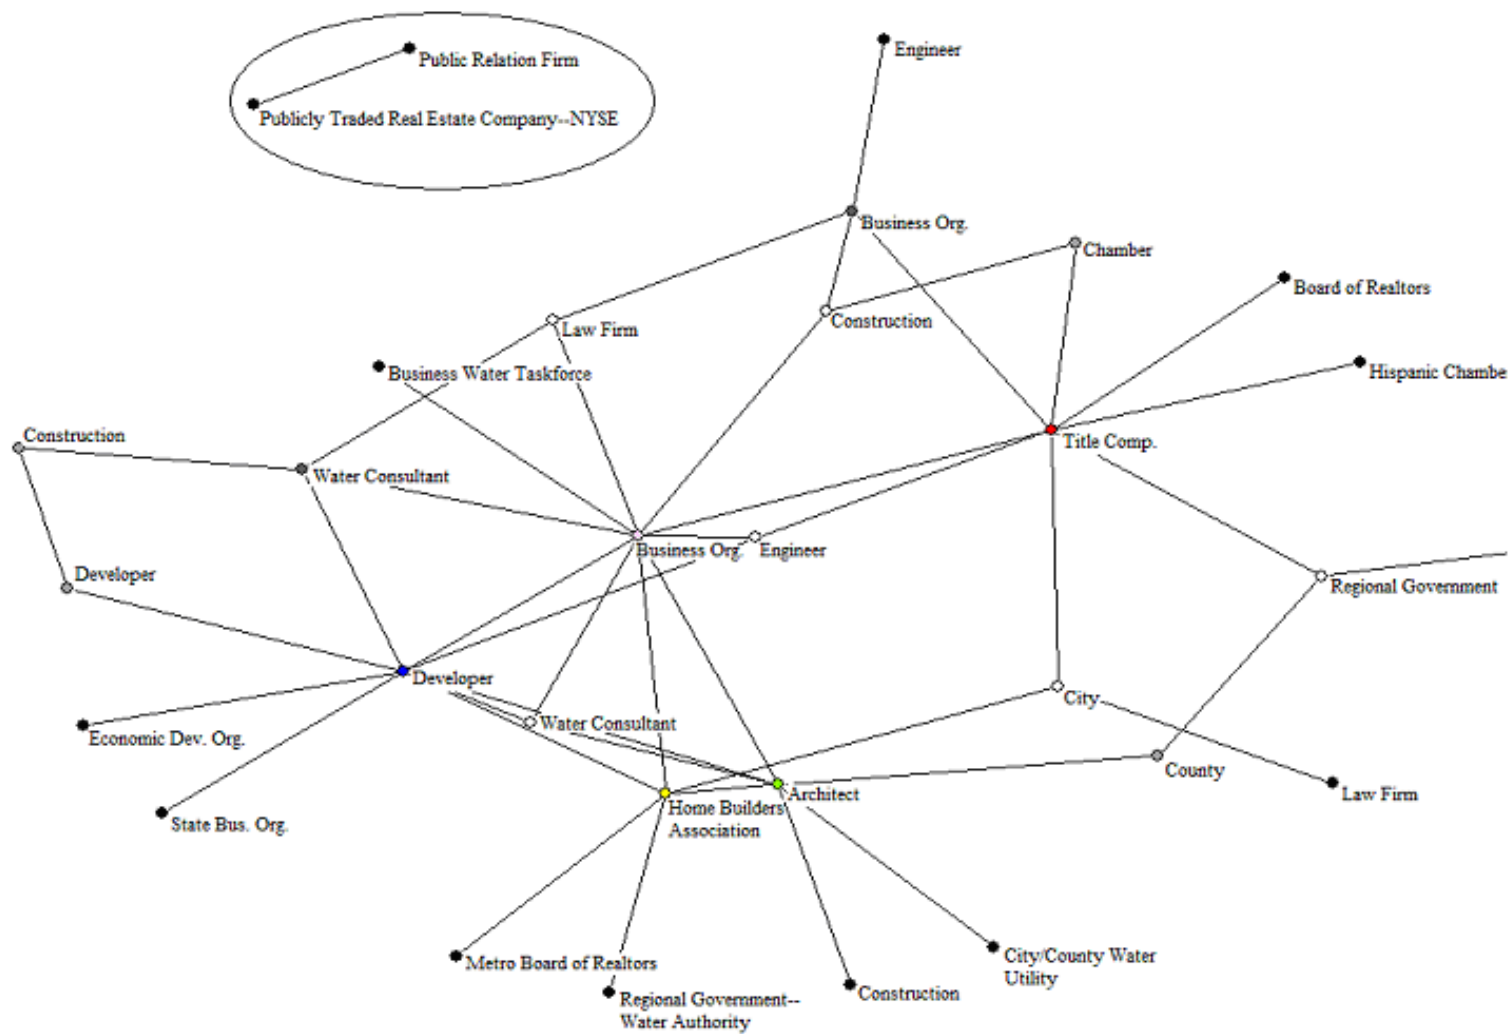 Public Relation Firm
Publicly Traded Real Estate Company--NYSE
Engineer
Business Org.
Chamber
Board of Realtors
Law Firm
Construction
Business Water Taskforce
Hispanic Chambe
Construction
Title Comp.
Water Consultant
Business Org.
Engineer
Developer
Regional Government
Developer
City
Water Consultant
Economic Dev. Org.
County
Architect
Law Firm
Home Builders
Association
State Bus. Org.
Metro Board of Realtors
City/County Water
Utility
Construction
Regional Government--
Water Authority